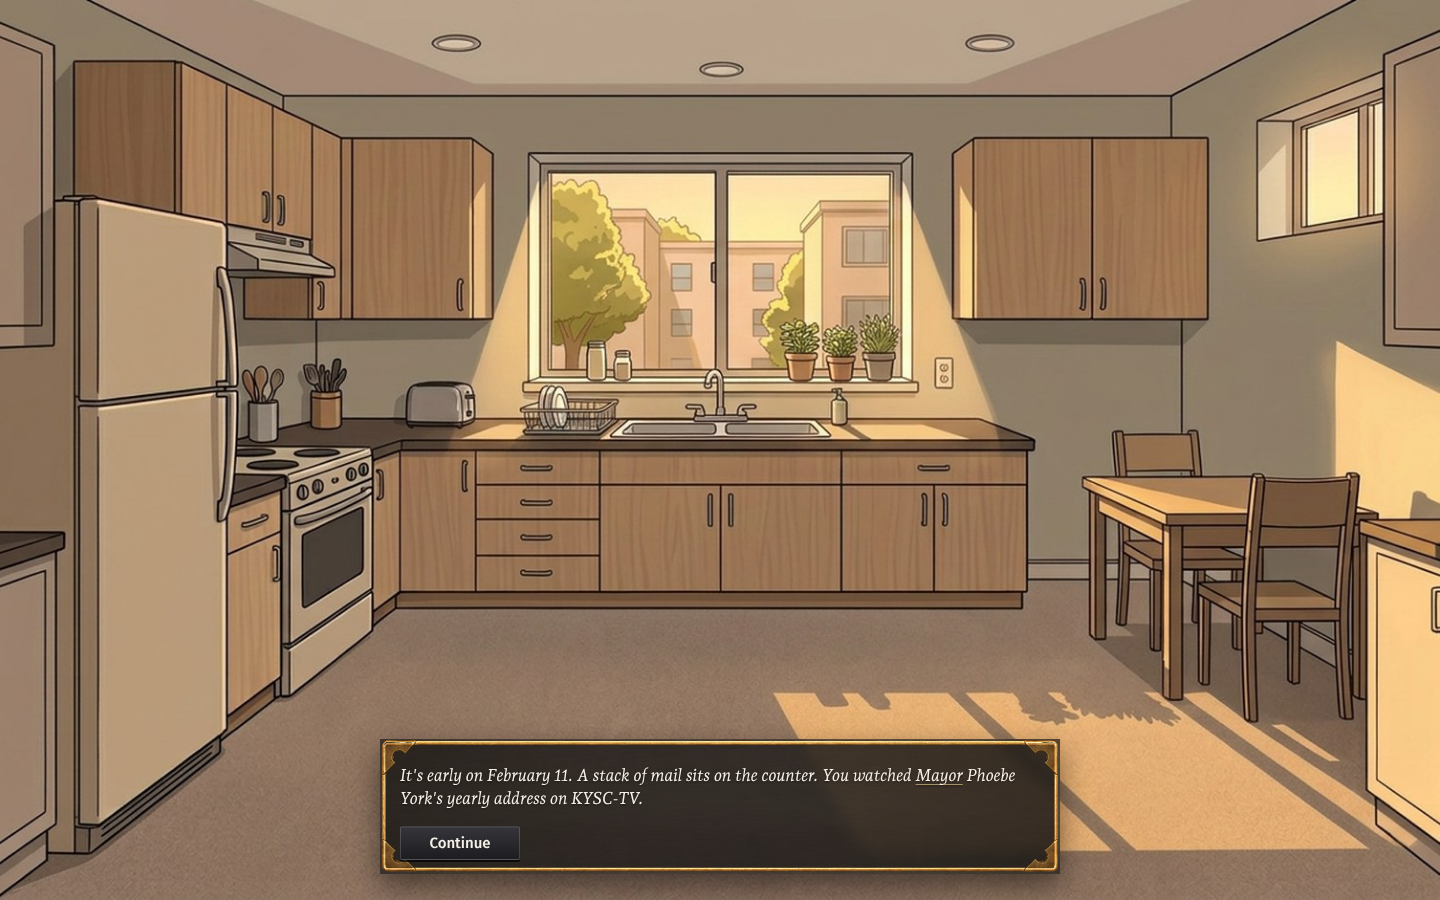 It's early on February 11. A stack of mail sits on the counter. You watched Mayor Phoebe
York's yearly address on KYSC-TV.
Continue